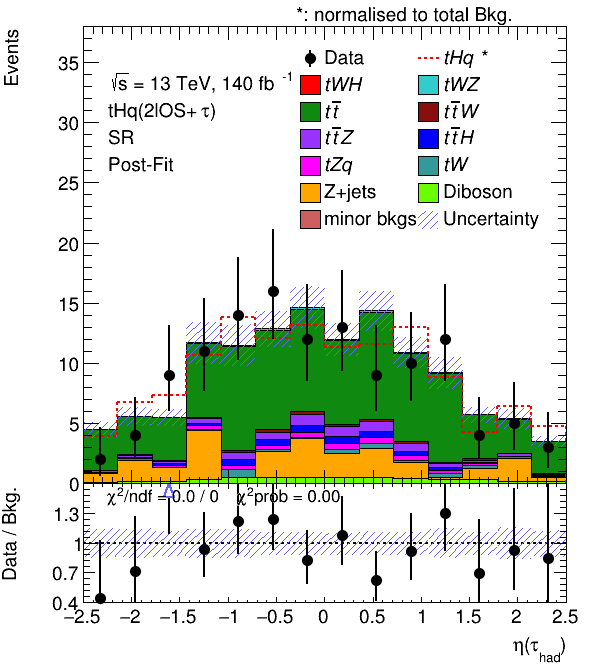 *: normalised to total Bkg.
Events
35
30
25
20
15
10
5
0
√s = 13 TeV, 140 fb⁻¹
tHq(2lOS+ τ)
SR
Post-Fit
Data
tHq *
tWH
tWZ
tt̅
tt̅W
tt̅Z
tt̅H
tZq
tW
Z+jets
Diboson
minor bkgs
Uncertainty
Data / Bkg.
χ²/ndf = 0.0 / 0 χ²prob = 0.00
1.3
1
0.7
0.4
−2.5 −2 −1.5 −1 −0.5 0 0.5 1 1.5 2 2.5
η(τ_had)